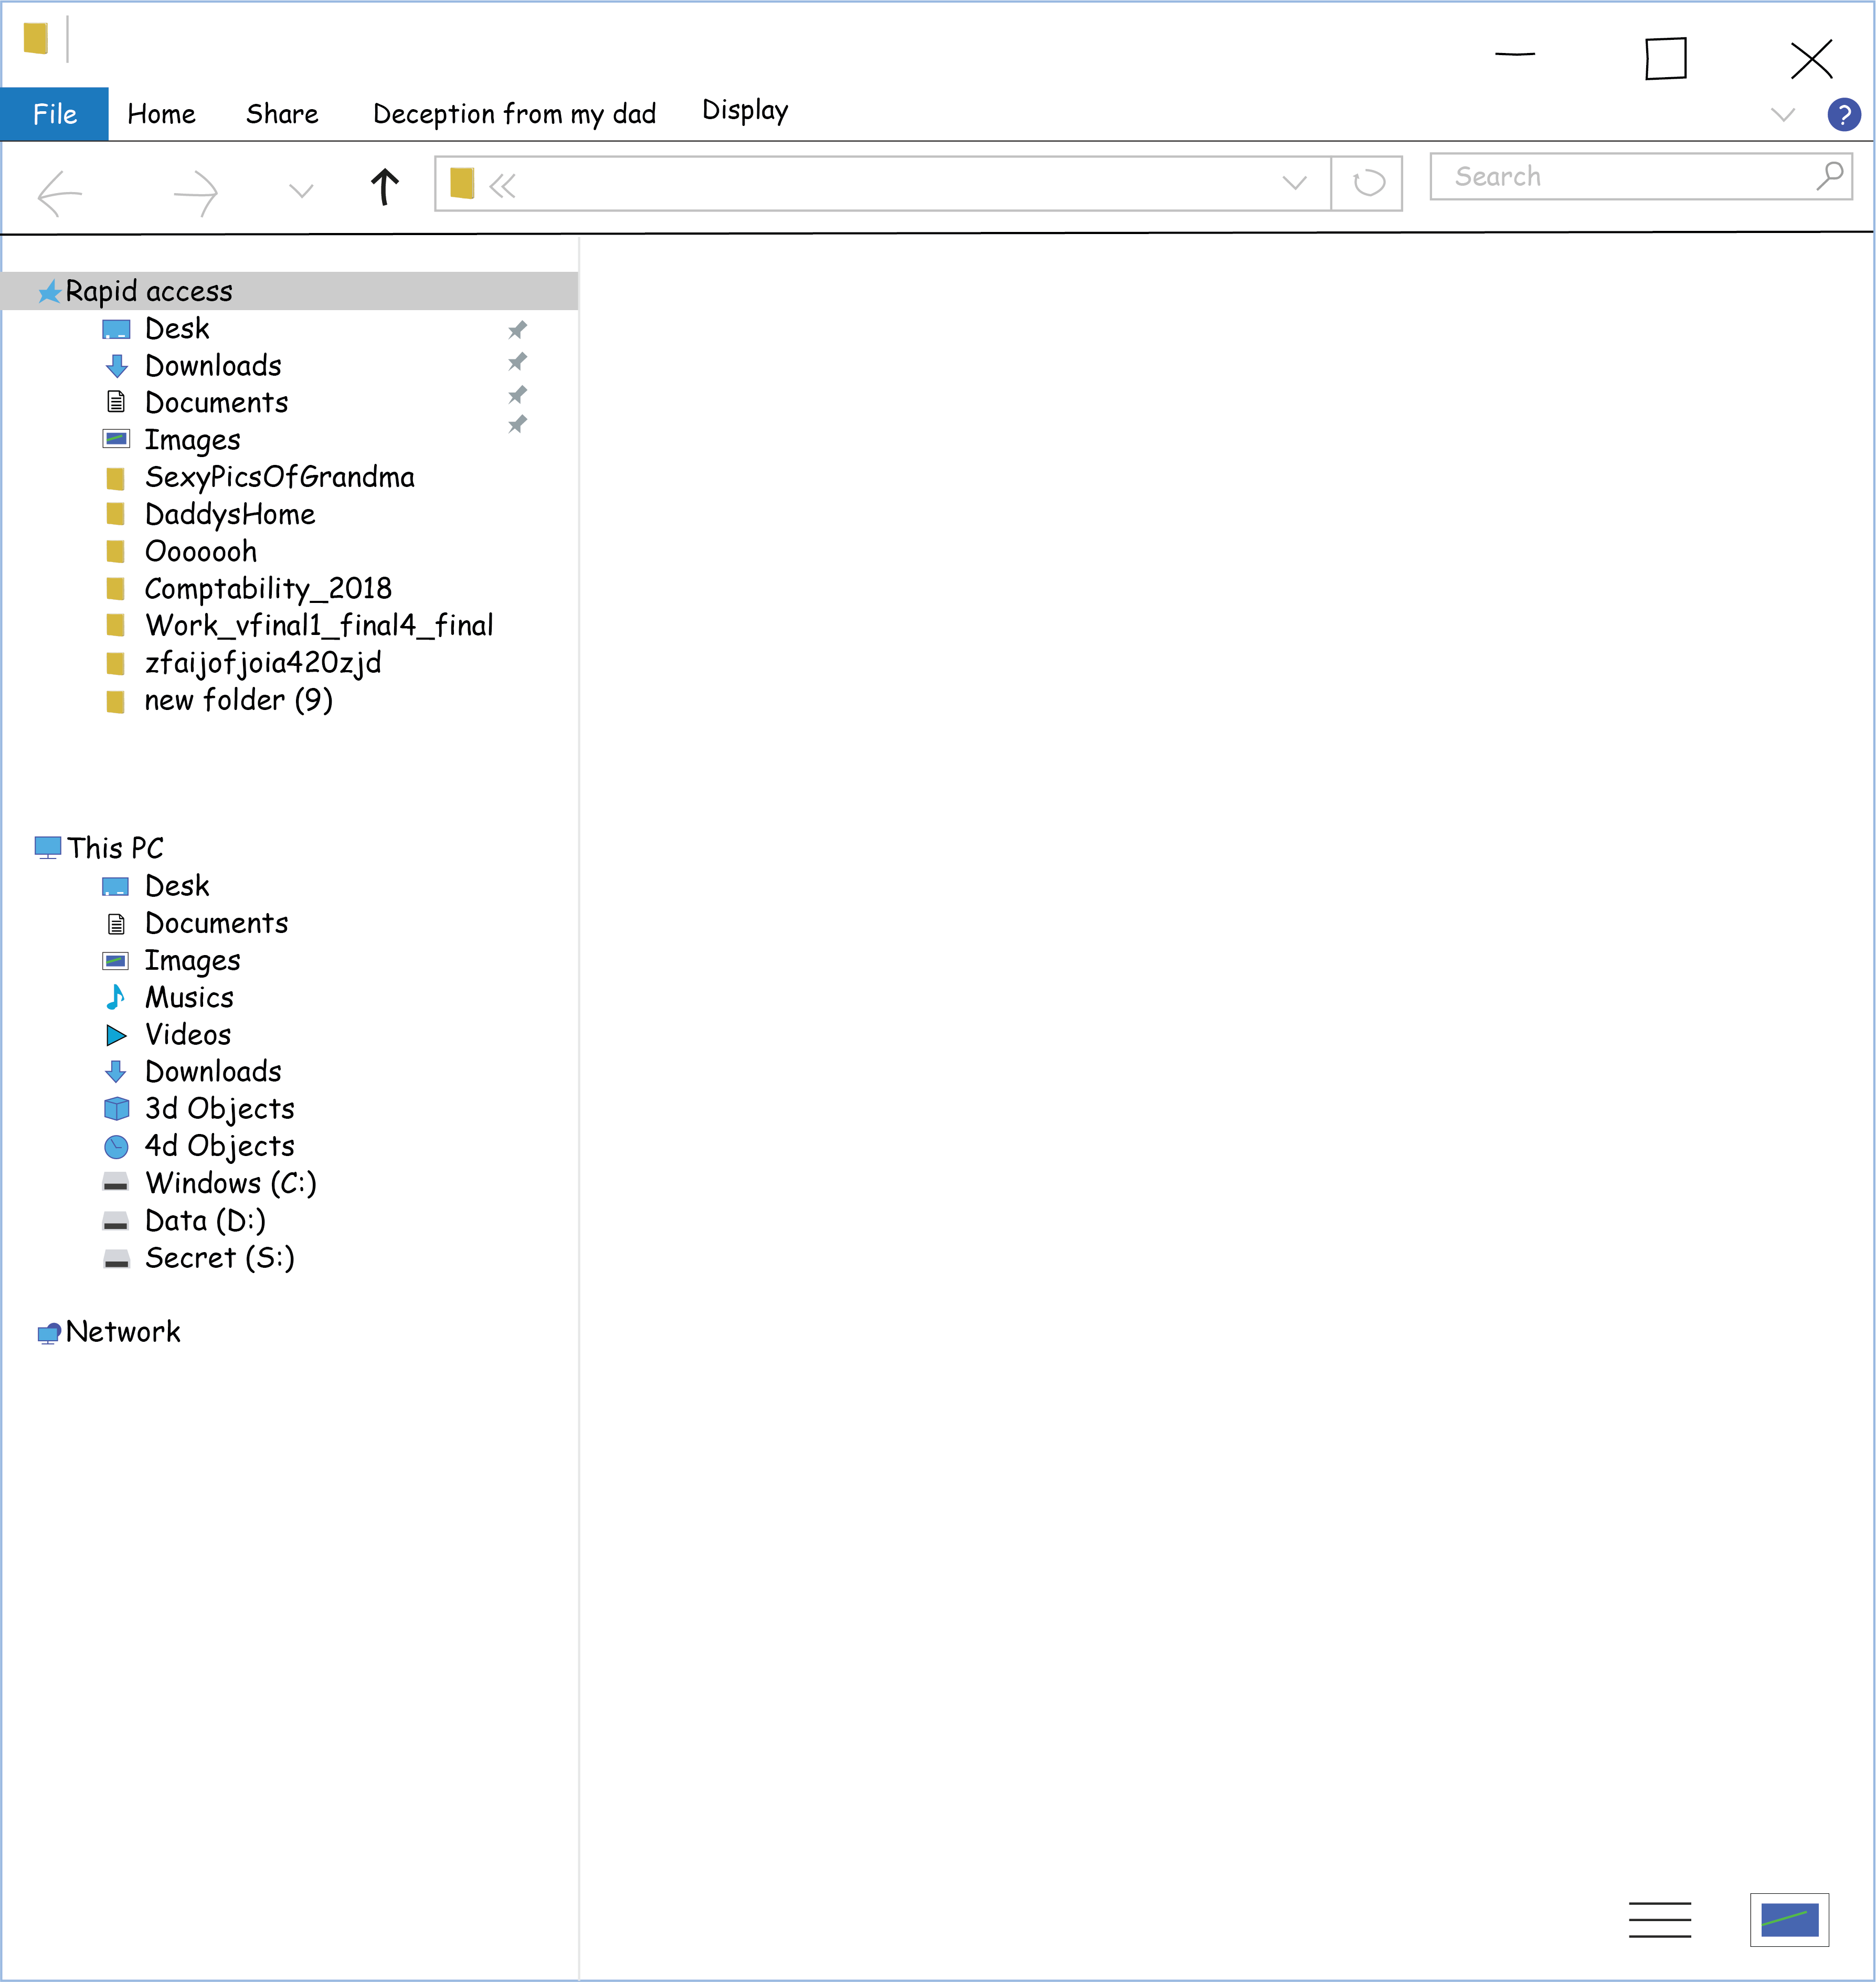 File Home Share Deception from my dad Display
?
Search
Rapid access
Desk
Downloads
Documents
Images
SexyPicsOfGrandma
DaddysHome
Ooooooh
Comptability_2018
Work_vfinal1_final4_final
zfaijofjoia420zjd
new folder (9)
This PC
Desk
Documents
Images
Musics
Videos
Downloads
3d Objects
4d Objects
Windows (C:)
Data (D:)
Secret (S:)
Network